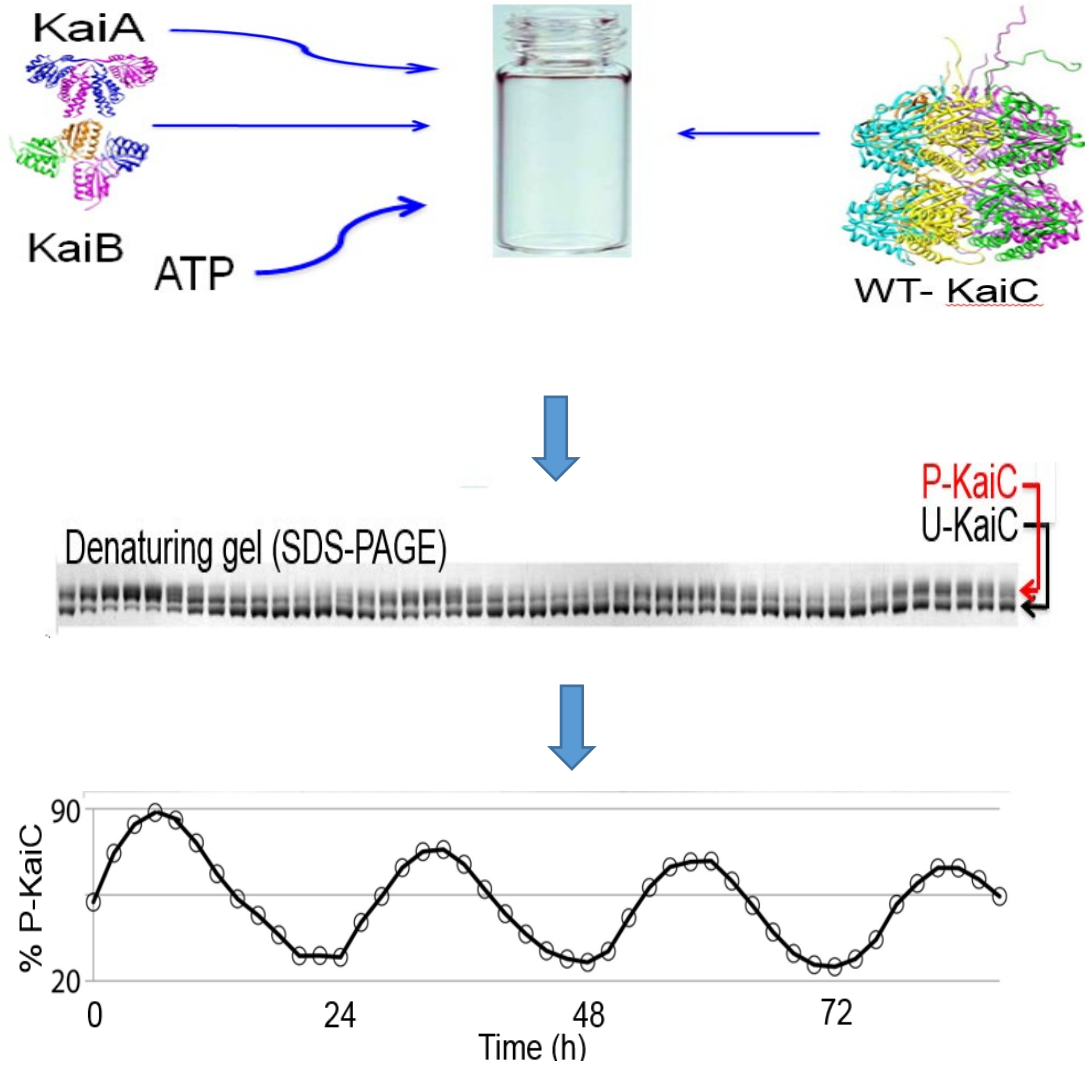 KaiA
KaiB
ATP
WT- KaiC
P-KaiC
U-KaiC
Denaturing gel (SDS-PAGE)
% P-KaiC
90
20
0
24
48
72
Time (h)